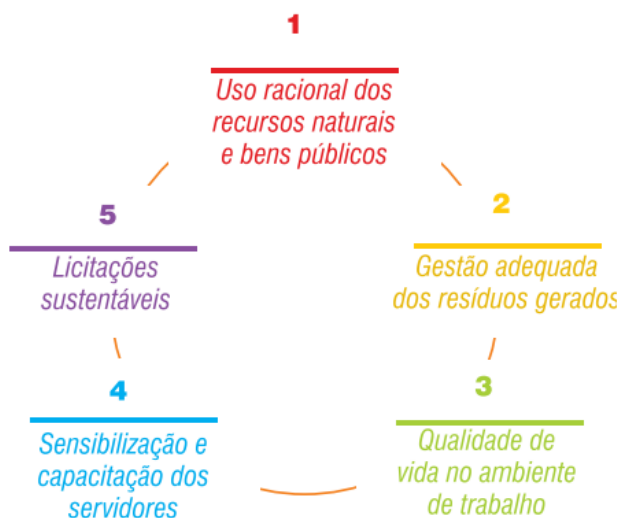 1
Uso racional dos
recursos naturais
e bens públicos
2
Gestão adequada
dos resíduos gerados
3
Qualidade de
vida no ambiente
de trabalho
4
Sensibilização e
capacitação dos
servidores
5
Licitações
sustentáveis